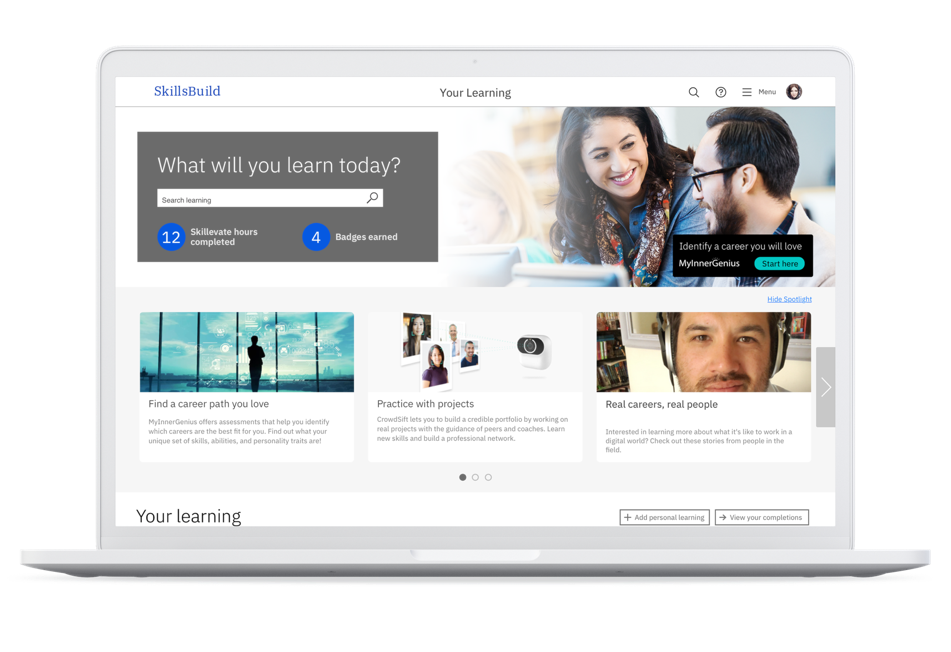 SkillsBuild
Your Learning
Menu
What will you learn today?
Search learning
12
Skillevate hours
completed
4
Badges earned
Identify a career you will love
MyInnerGenius
Start here
Hide Spotlight
Find a career path you love
MyInnerGenius offers assessments that help you identify
which careers are the best fit for you. Find out what your
unique set of skills, abilities, and personality traits are!
Practice with projects
CrowdSift lets you to build a credible portfolio by working on
real projects with the guidance of peers and coaches. Learn
new skills and build a professional network.
Real careers, real people
Interested in learning more about what it's like to work in a
digital world? Check out these stories from people in the
field.
Your learning
+ Add personal learning
→ View your completions